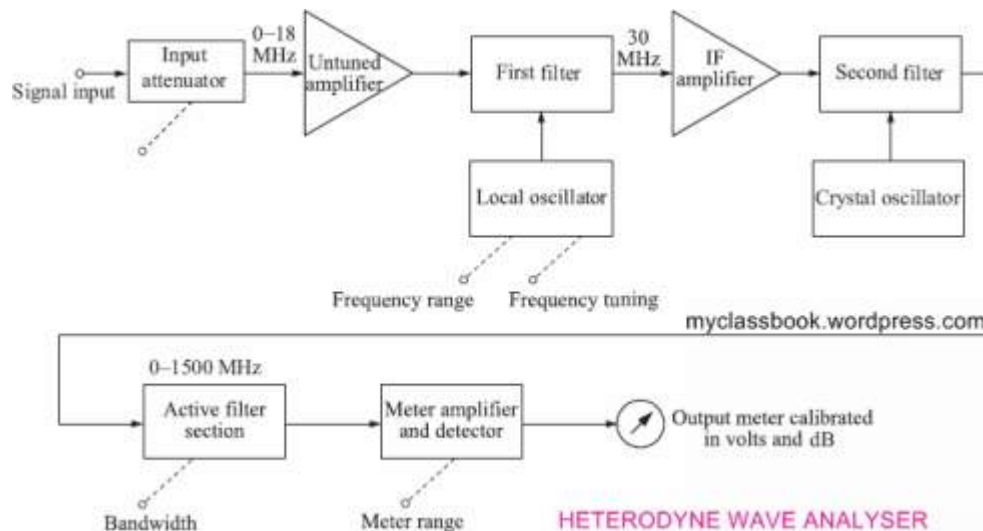 Signal input
Input
attenuator
0–18
MHz
Untuned
amplifier
First filter
30
MHz
IF
amplifier
Second filter
Local oscillator
Crystal oscillator
Frequency range
Frequency tuning
myclassbook.wordpress.com
0–1500 MHz
Active filter
section
Meter amplifier
and detector
Output meter calibrated
in volts and dB
Bandwidth
Meter range
HETERODYNE WAVE ANALYSER